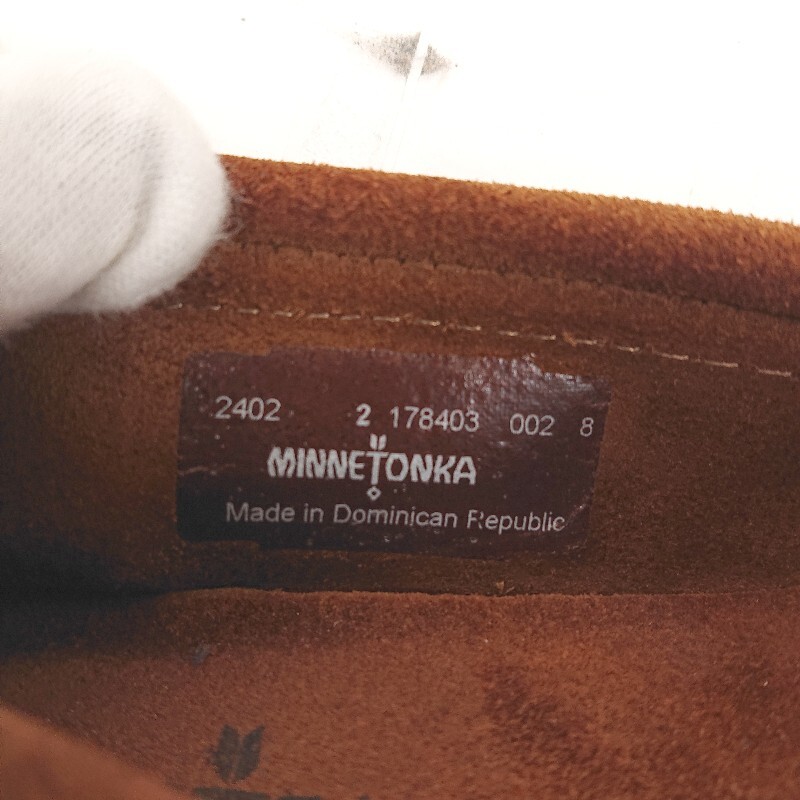 2402 2 178403 002 8
MINNETONKA
Made in Dominican Republic